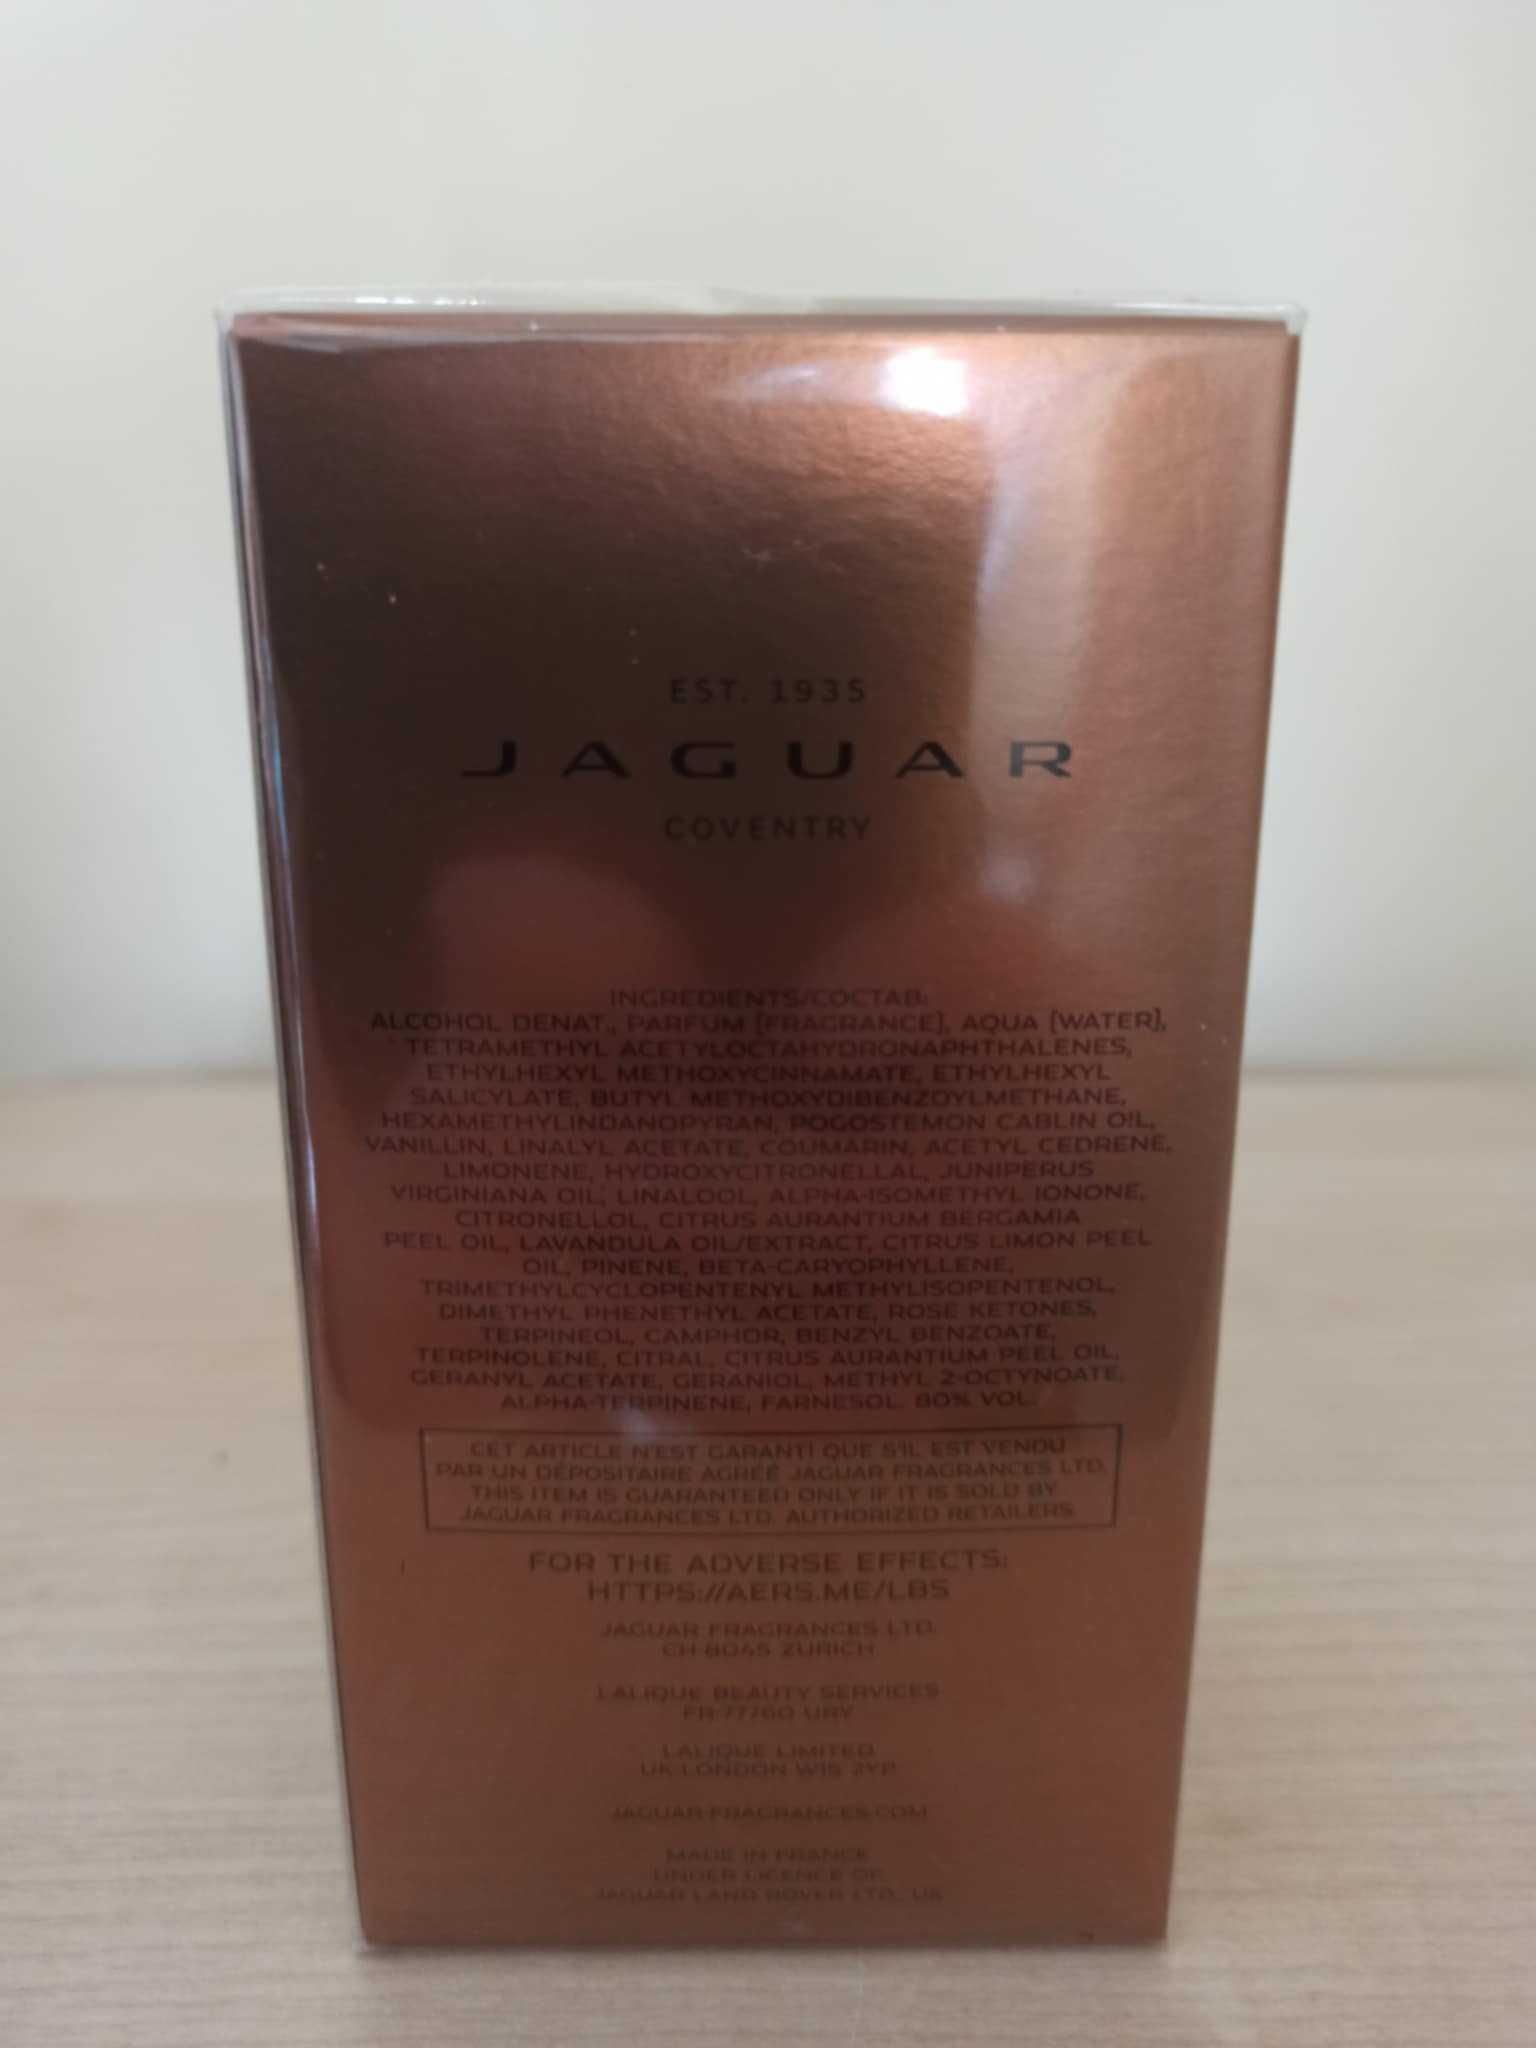 EST. 1935
JAGUAR
COVENTRY
INGREDIENTS/СОСТАВ:
ALCOHOL DENAT., PARFUM [FRAGRANCE], AQUA [WATER],
TETRAMETHYL ACETYLOCTAHYDRONAPHTHALENES,
ETHYLHEXYL METHOXYCINNAMATE, ETHYLHEXYL
SALICYLATE, BUTYL METHOXYDIBENZOYLMETHANE,
HEXAMETHYLINDANOPYRAN, POGOSTEMON CABLIN OIL,
VANILLIN, LINALYL ACETATE, COUMARIN, ACETYL CEDRENE,
LIMONENE, HYDROXYCITRONELLAL, JUNIPERUS
VIRGINIANA OIL, LINALOOL, ALPHA-ISOMETHYL IONONE,
CITRONELLOL, CITRUS AURANTIUM BERGAMIA
PEEL OIL, LAVANDULA OIL/EXTRACT, CITRUS LIMON PEEL
OIL, PINENE, BETA-CARYOPHYLLENE,
TRIMETHYLCYCLOPENTENYL METHYLISOPENTENOL,
DIMETHYL PHENETHYL ACETATE, ROSE KETONES,
TERPINEOL, CAMPHOR, BENZYL BENZOATE,
TERPINOLENE, CITRAL, CITRUS AURANTIUM PEEL OIL,
GERANYL ACETATE, GERANIOL, METHYL 2-OCTYNOATE,
ALPHA-TERPINENE, FARNESOL. 80% VOL.
CET ARTICLE N'EST GARANTI QUE S'IL EST VENDU
PAR UN DÉPOSITAIRE AGRÉÉ JAGUAR FRAGRANCES LTD.
THIS ITEM IS GUARANTEED ONLY IF IT IS SOLD BY
JAGUAR FRAGRANCES LTD. AUTHORIZED RETAILERS.
FOR THE ADVERSE EFFECTS:
HTTPS://AERS.ME/LBS
JAGUAR FRAGRANCES LTD.
CH-8045 ZURICH
LALIQUE BEAUTY SERVICES
FR-77760 URY
LALIQUE LIMITED
UK-LONDON W1S 2YP
JAGUAR-FRAGRANCES.COM
MADE IN FRANCE
UNDER LICENCE OF
JAGUAR LAND ROVER LTD., UK